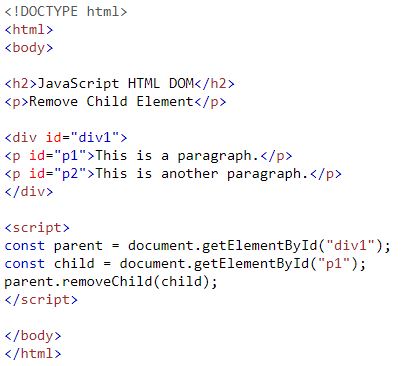 <!DOCTYPE html>
<html>
<body>
<h2>JavaScript HTML DOM</h2>
<p>Remove Child Element</p>
<div id="div1">
<p id="p1">This is a paragraph.</p>
<p id="p2">This is another paragraph.</p>
</div>
<script>
const parent = document.getElementById("div1");
const child = document.getElementById("p1");
parent.removeChild(child);
</script>
</body>
</html>